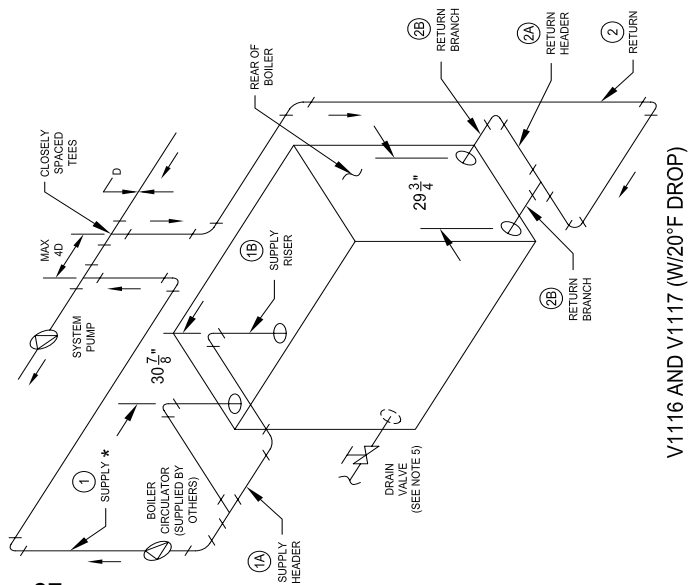 CLOSELY
SPACED
TEES
D
MAX
4D
SYSTEM
PUMP
1
SUPPLY *
BOILER
CIRCULATOR
(SUPPLIED BY
OTHERS)
1A
SUPPLY
HEADER
30 7/8"
1B
SUPPLY
RISER
DRAIN
VALVE
(SEE NOTE 5)
REAR OF
BOILER
29 3/4"
2B
RETURN
BRANCH
2A
RETURN
HEADER
2
RETURN
2B
RETURN
BRANCH
V1116 AND V1117 (W/20°F DROP)